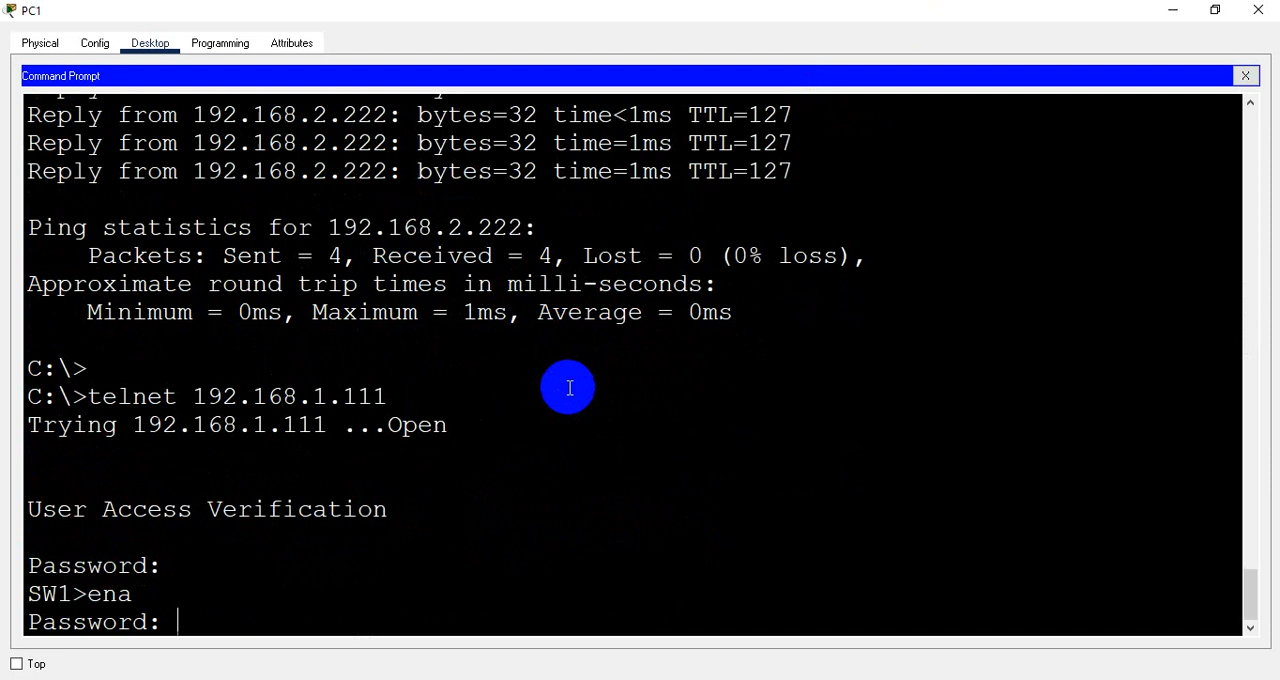 PC1
Physical Config Desktop Programming Attributes
Command Prompt X
Reply from 192.168.2.222: bytes=32 time<1ms TTL=127
Reply from 192.168.2.222: bytes=32 time=1ms TTL=127
Reply from 192.168.2.222: bytes=32 time=1ms TTL=127
Ping statistics for 192.168.2.222:
Packets: Sent = 4, Received = 4, Lost = 0 (0% loss),
Approximate round trip times in milli-seconds:
Minimum = 0ms, Maximum = 1ms, Average = 0ms
C:\>
C:\>telnet 192.168.1.111
Trying 192.168.1.111 ...Open
User Access Verification
Password:
SW1>ena
Password:
Top